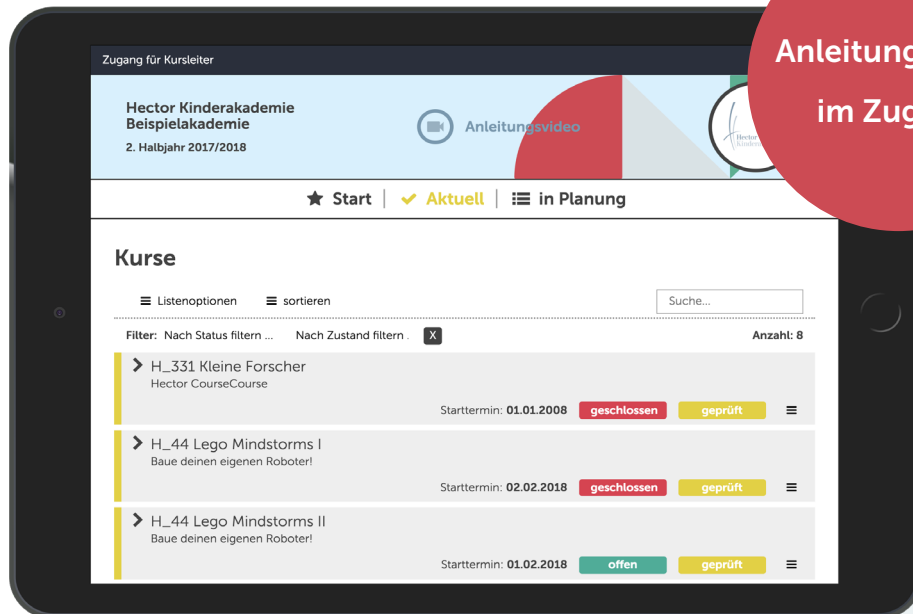 Zugang für Kursleiter
Anleitung
im Zug
Hector Kinderakademie
Beispielakademie
2. Halbjahr 2017/2018
Anleitungsvideo
Hector
Kinder
Start | Aktuell | in Planung
Kurse
Listenoptionen sortieren Suche...
Filter: Nach Status filtern ... Nach Zustand filtern . X Anzahl: 8
H_331 Kleine Forscher
Hector CourseCourse
Starttermin: 01.01.2008 geschlossen geprüft
H_44 Lego Mindstorms I
Baue deinen eigenen Roboter!
Starttermin: 02.02.2018 geschlossen geprüft
H_44 Lego Mindstorms II
Baue deinen eigenen Roboter!
Starttermin: 01.02.2018 offen geprüft